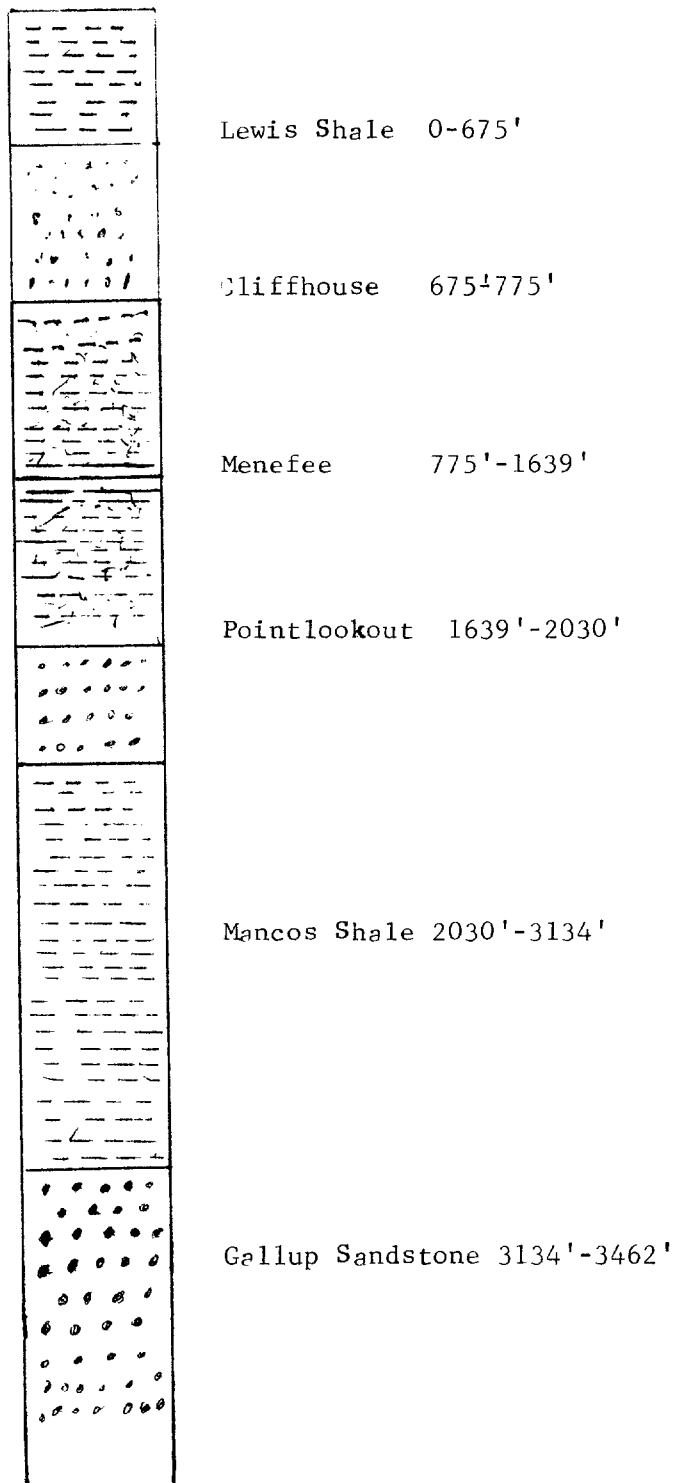 Lewis Shale 0-675'
Cliffhouse 675'-775'
Menefee 775'-1639'
Pointlookout 1639'-2030'
Mancos Shale 2030'-3134'
Gallup Sandstone 3134'-3462'